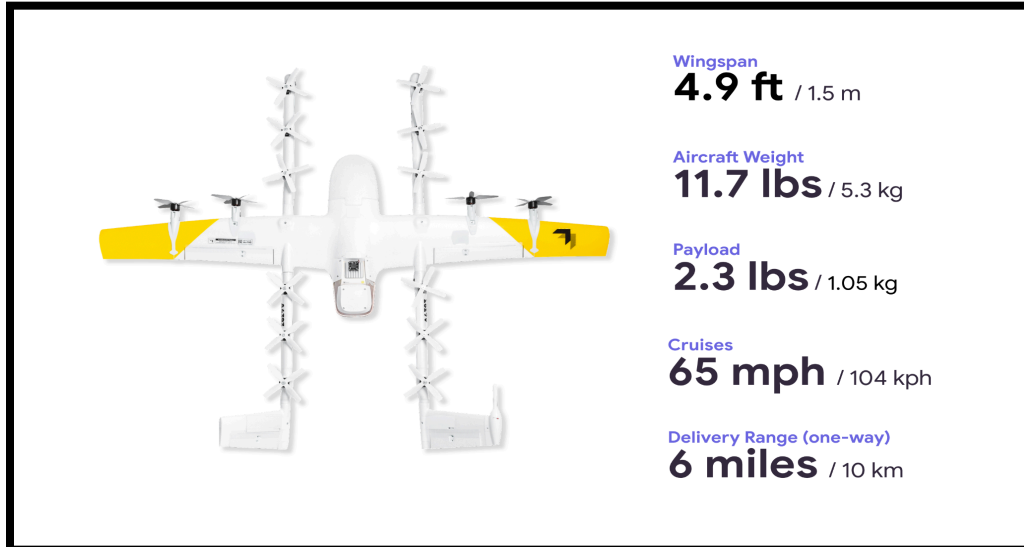 Wingspan
4.9 ft / 1.5 m
Aircraft Weight
11.7 lbs / 5.3 kg
Payload
2.3 lbs / 1.05 kg
Cruises
65 mph / 104 kph
Delivery Range (one-way)
6 miles / 10 km